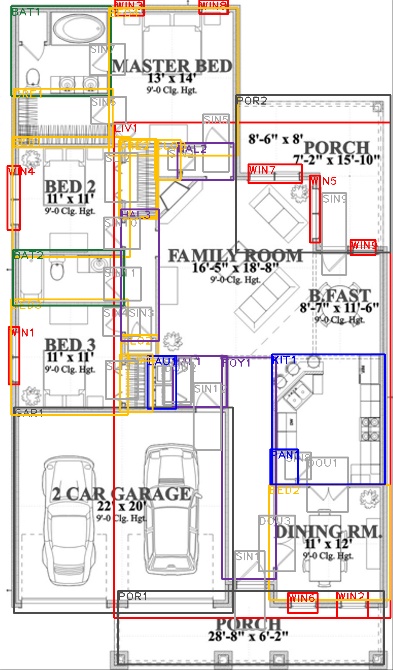 BAT1
WIN3
WIN8
SIN7
MASTER BED
13' x 14'
9'-0 Clg. Hgt.
SIN6
POR2
LIV1
SIN5
8'-6" x 8'
PORCH
7'-2" x 15'-10"
HAL2
WIN4
WIN7
WIN5
BED 2
11' x 11'
9'-0 Clg. Hgt.
SIN9
HAL3
WIN9
BAT2
FAMILY ROOM
16'-5" x 18'-8"
9'-0 Clg. Hgt.
B.FAST
8'-7" x 11'-6"
9'-0 Clg. Hgt.
SIN3
WIN1
BED 3
11' x 11'
9'-0 Clg. Hgt.
LAU1
FOY1
KIT1
SIN10
GAR1
PAN1
DOU1
2 CAR GARAGE
22' x 20'
9'-0 Clg. Hgt.
BED2
DOU3
DINING RM.
11' x 12'
9'-0 Clg. Hgt.
SIN1
POR1
WIN6
WIN2
PORCH
28'-8" x 6'-2"